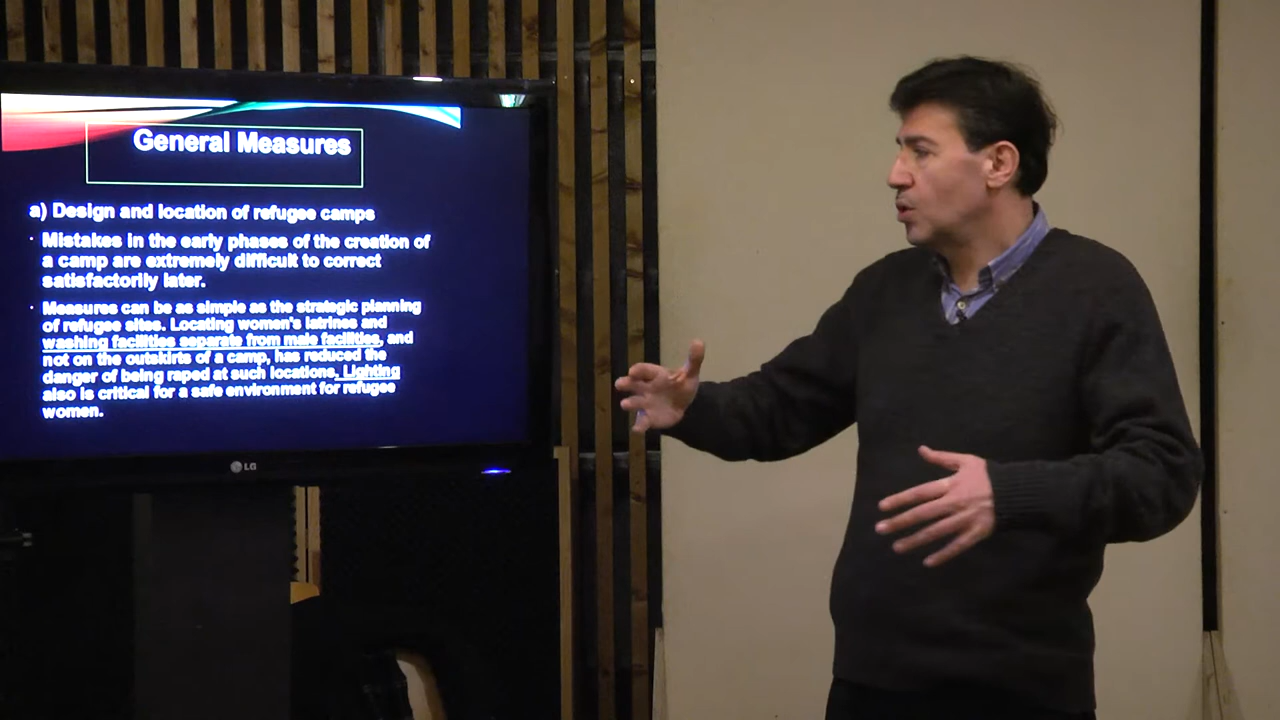 General Measures
a) Design and location of refugee camps
· Mistakes in the early phases of the creation of
a camp are extremely difficult to correct
satisfactorily later.
· Measures can be as simple as the strategic planning
of refugee sites. Locating women's latrines and
washing facilities separate from male facilities, and
not on the outskirts of a camp, has reduced the
danger of being raped at such locations, Lighting
also is critical for a safe environment for refugee
women.
LG